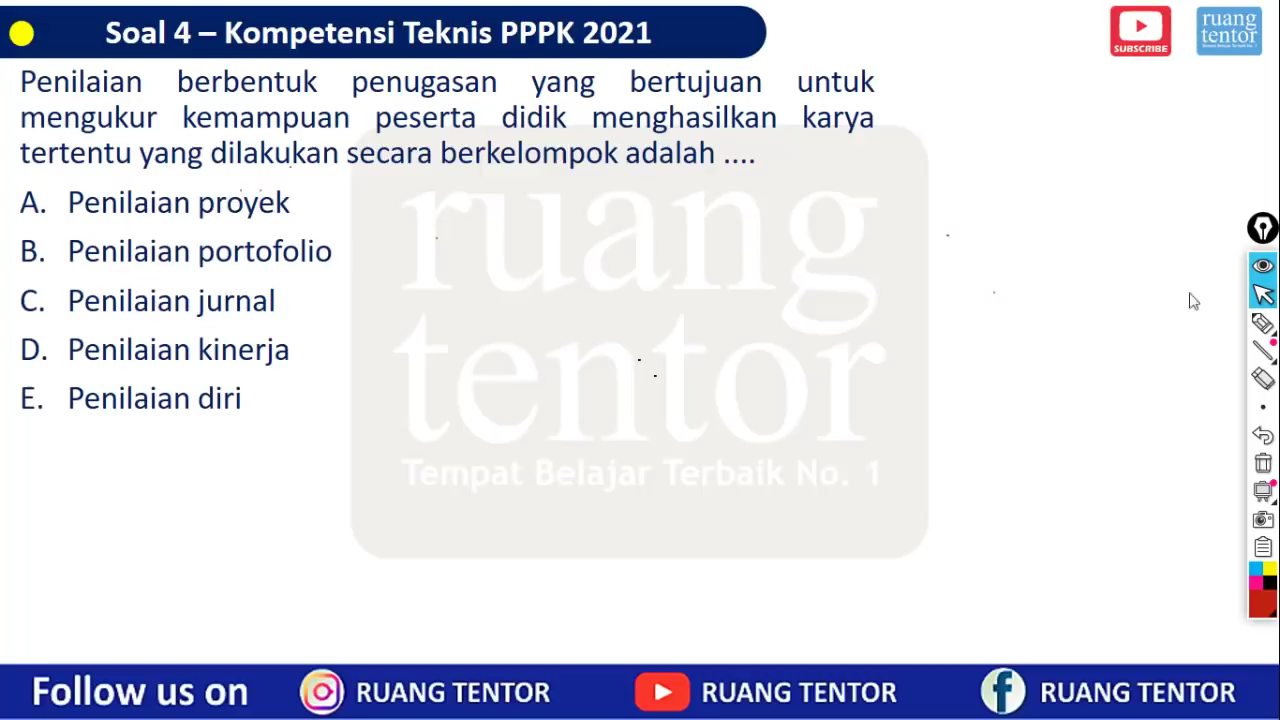 Soal 4 – Kompetensi Teknis PPPK 2021
SUBSCRIBE
ruang
tentor
Penilaian berbentuk penugasan yang bertujuan untuk
mengukur kemampuan peserta didik menghasilkan karya
tertentu yang dilakukan secara berkelompok adalah ....
A. Penilaian proyek
B. Penilaian portofolio
C. Penilaian jurnal
D. Penilaian kinerja
E. Penilaian diri
ruang
tentor
Tempat Belajar Terbaik No. 1
Follow us on
RUANG TENTOR
RUANG TENTOR
RUANG TENTOR